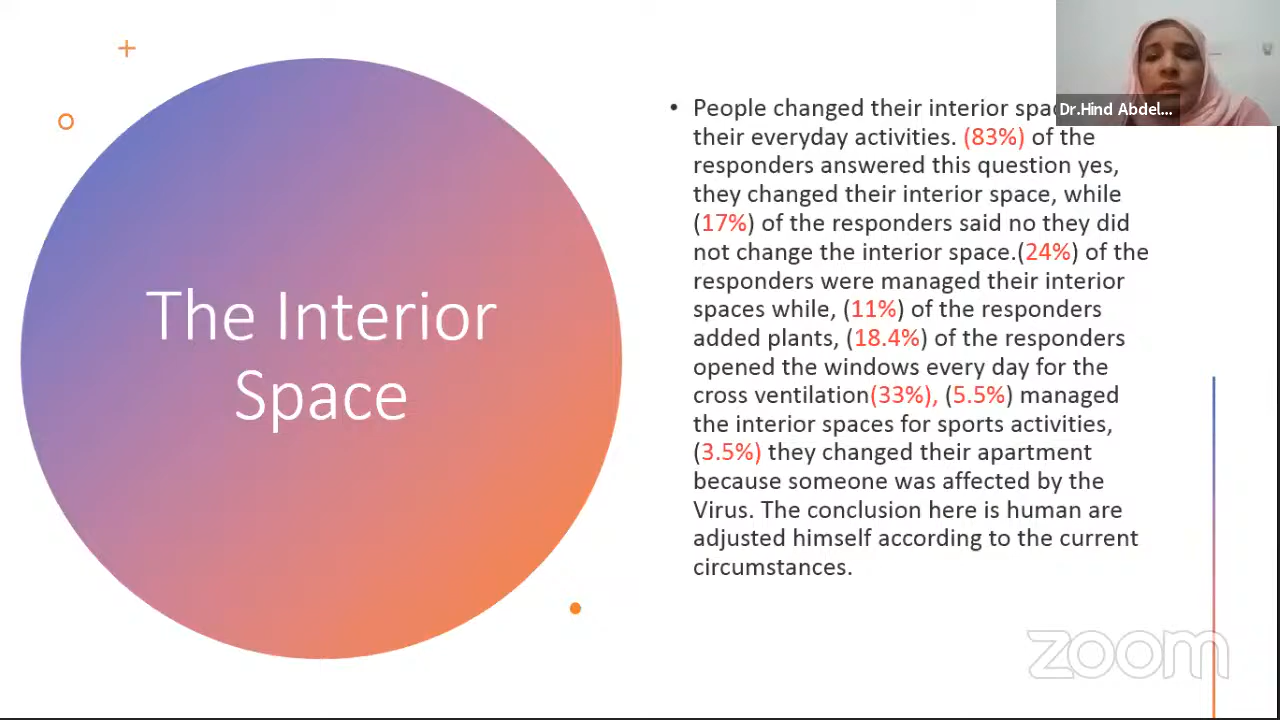 The Interior
Space
• People changed their interior
their everyday activities. (83%) of the
responders answered this question yes,
they changed their interior space, while
(17%) of the responders said no they did
not change the interior space.(24%) of the
responders were managed their interior
spaces while, (11%) of the responders
added plants, (18.4%) of the responders
opened the windows every day for the
cross ventilation(33%), (5.5%) managed
the interior spaces for sports activities,
(3.5%) they changed their apartment
because someone was affected by the
Virus. The conclusion here is human are
adjusted himself according to the current
circumstances.
Dr.Hind Abdel...
zoom